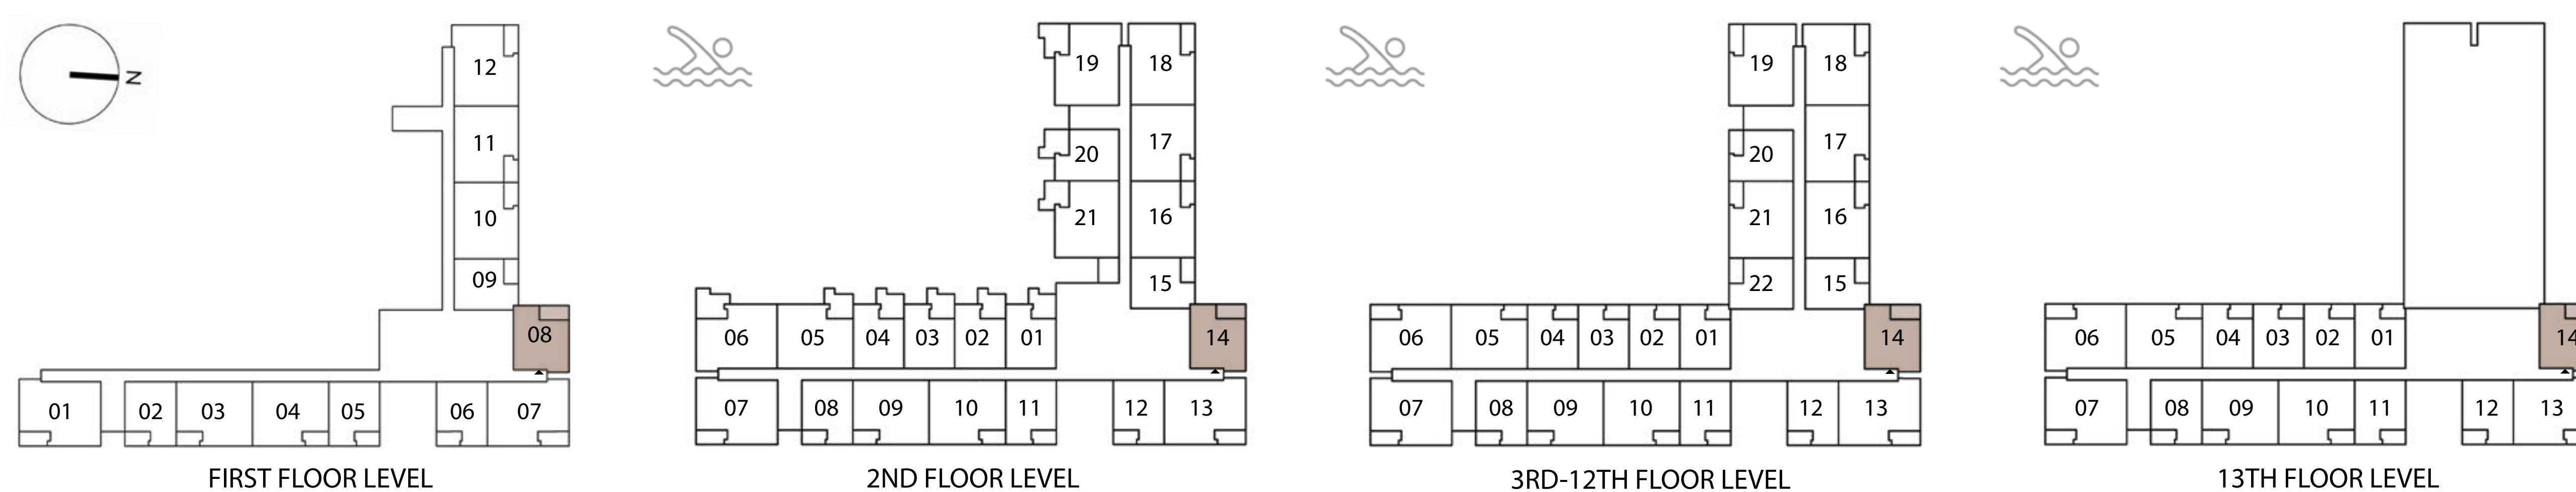 N
12
11
10
09
08
01 02 03 04 05 06 07
FIRST FLOOR LEVEL
19 18
20 17
21 16
15
06 05 04 03 02 01 14
07 08 09 10 11 12 13
2ND FLOOR LEVEL
19 18
20 17
21 16
22 15
06 05 04 03 02 01 14
07 08 09 10 11 12 13
3RD-12TH FLOOR LEVEL
06 05 04 03 02 01 14
07 08 09 10 11 12 13
13TH FLOOR LEVEL